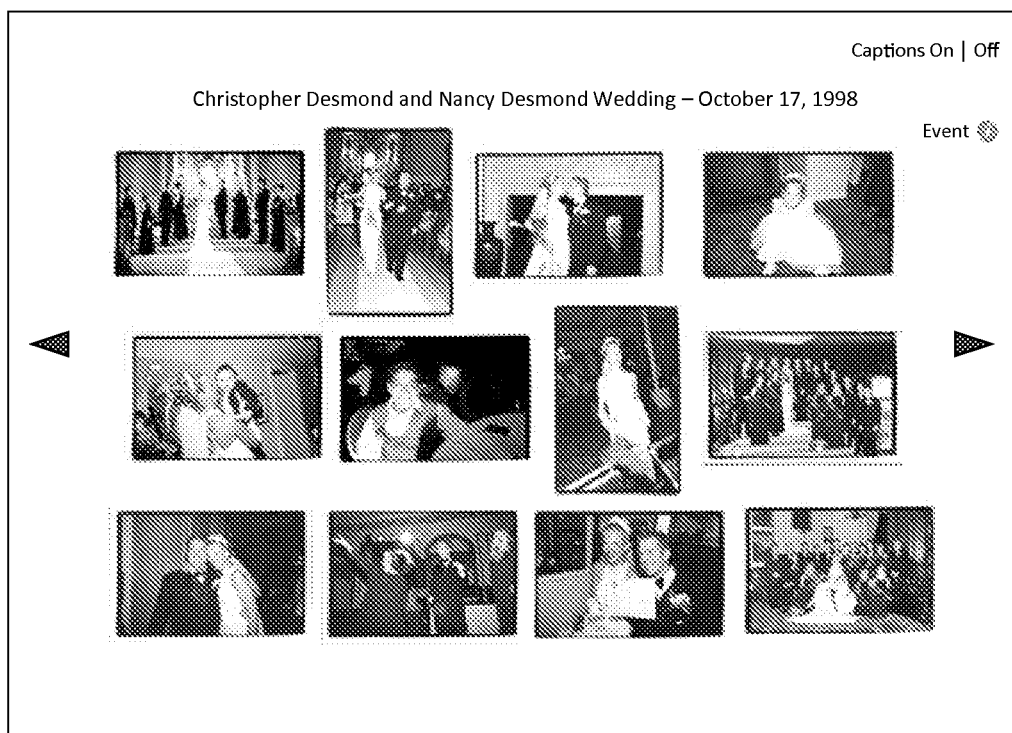 Captions On | Off
Christopher Desmond and Nancy Desmond Wedding – October 17, 1998
Event